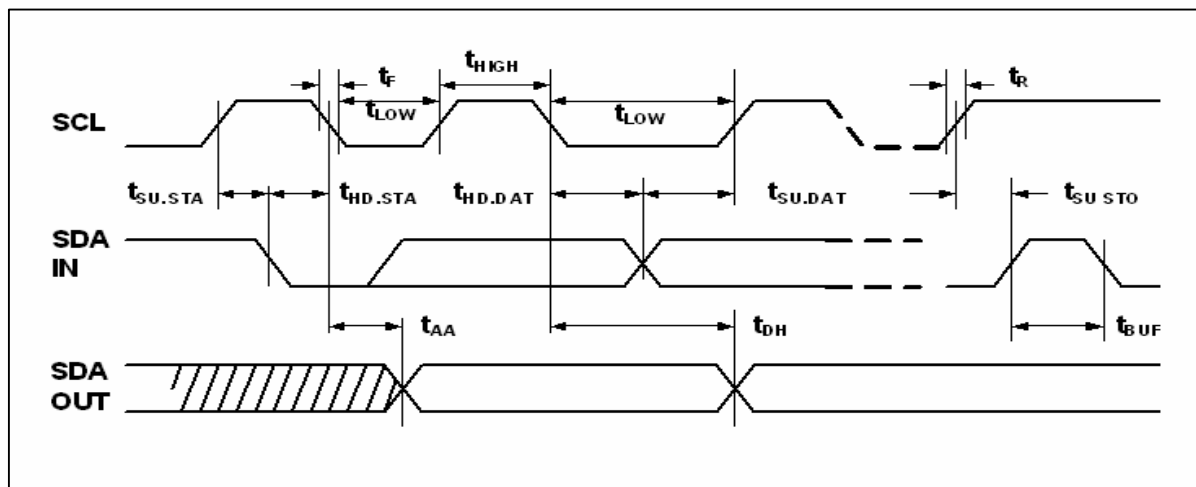 tF
tHIGH
tR
SCL
tLOW
tLOW
tSU.STA
tHD.STA
tHD.DAT
tSU.DAT
tSU STO
SDA
IN
tAA
tDH
tBUF
SDA
OUT